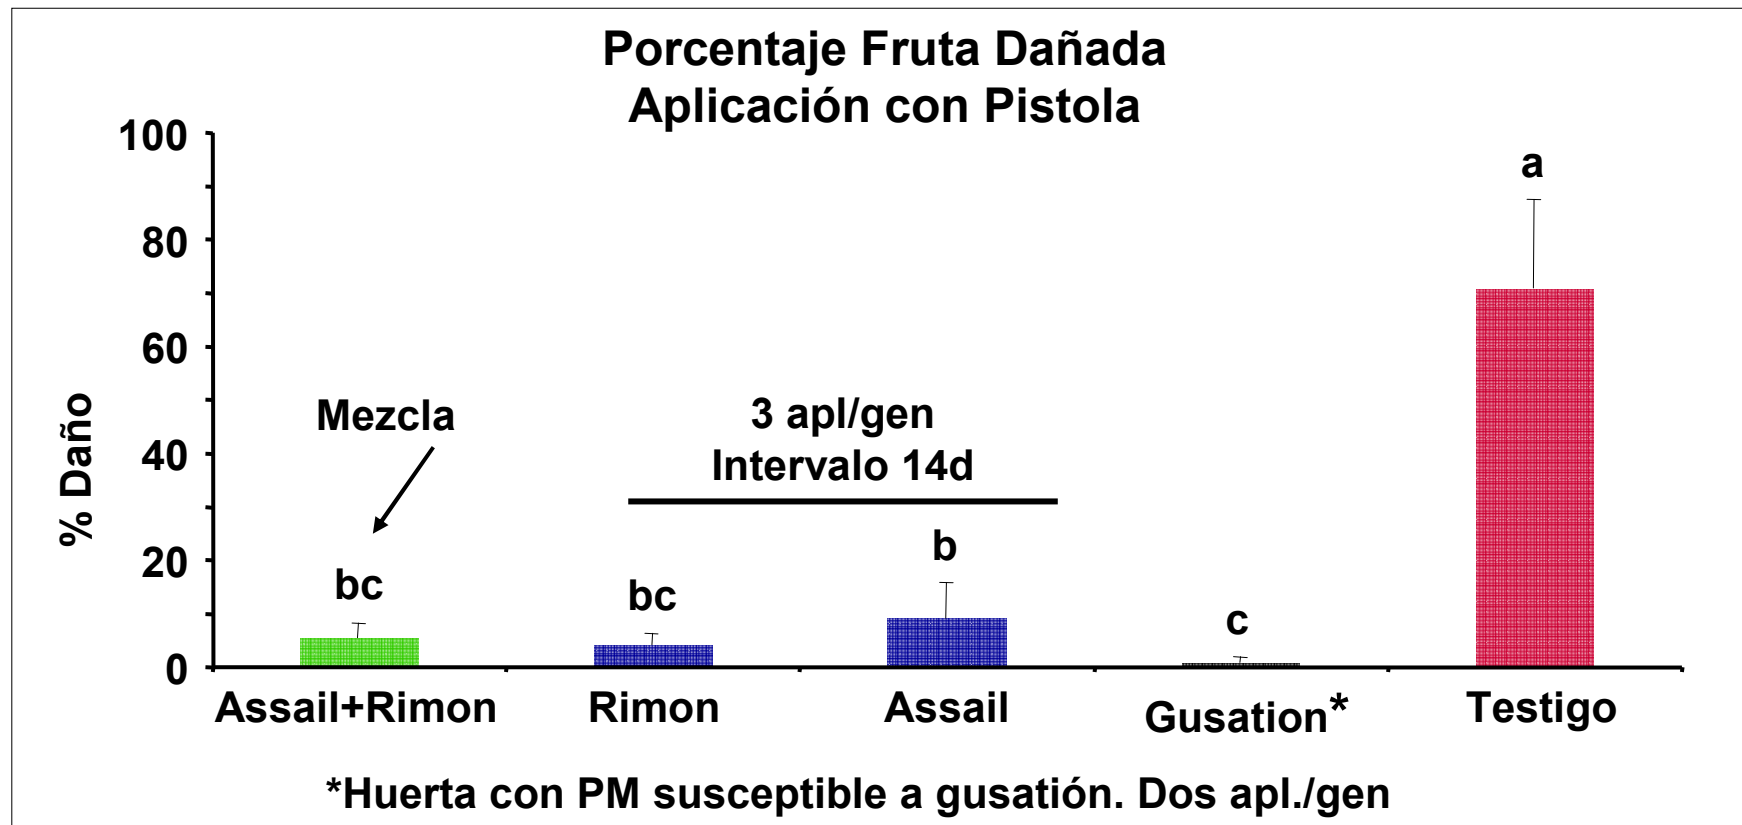 Porcentaje Fruta Dañada
Aplicación con Pistola
100
80
60
40
20
0
% Daño
Mezcla
3 apl/gen
Intervalo 14d
bc
bc
b
c
a
Assail+Rimon
Rimon
Assail
Gusation*
Testigo
*Huerta con PM susceptible a gusatión. Dos apl./gen